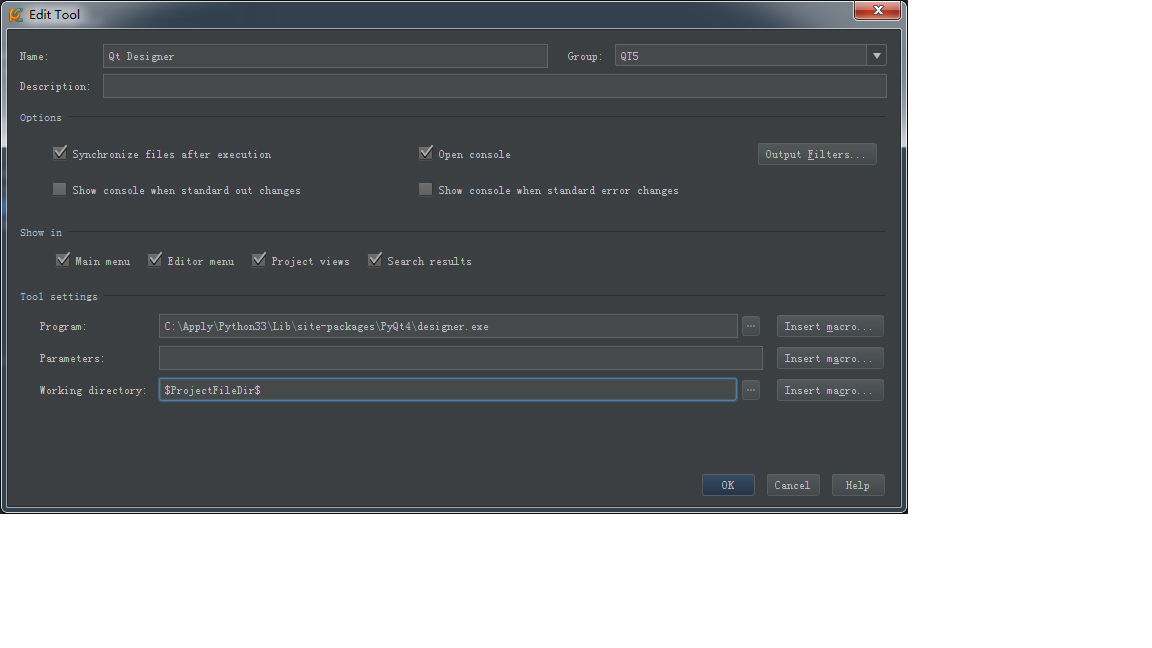 Edit Tool
Name: Qt Designer Group: QT5
Description:
Options
Synchronize files after execution Open console Output Filters...
Show console when standard out changes Show console when standard error changes
Show in
Main menu Editor menu Project views Search results
Tool settings
Program: C:\Apply\Python33\Lib\site-packages\PyQt4\designer.exe ... Insert macro...
Parameters: Insert macro...
Working directory: $ProjectFileDir$ ... Insert macro...
OK Cancel Help